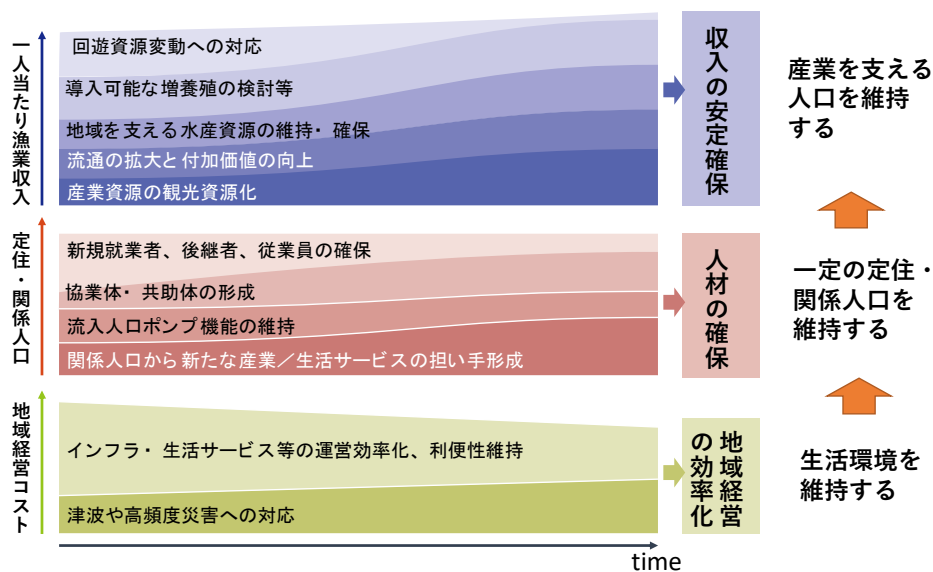 一人当たり漁業収入
回遊資源変動への対応
導入可能な増養殖の検討等
地域を支える水産資源の維持・確保
流通の拡大と付加価値の向上
産業資源の観光資源化
収入の安定確保
産業を支える
人口を維持
する
定住・関係人口
新規就業者、後継者、従業員の確保
協業体・共助体の形成
流入人口ポンプ機能の維持
関係人口から新たな産業／生活サービスの担い手形成
人材の確保
一定の定住・
関係人口を
維持する
地域経営コスト
インフラ・生活サービス等の運営効率化、利便性維持
津波や高頻度災害への対応
地域経営
の効率化
生活環境を
維持する
time